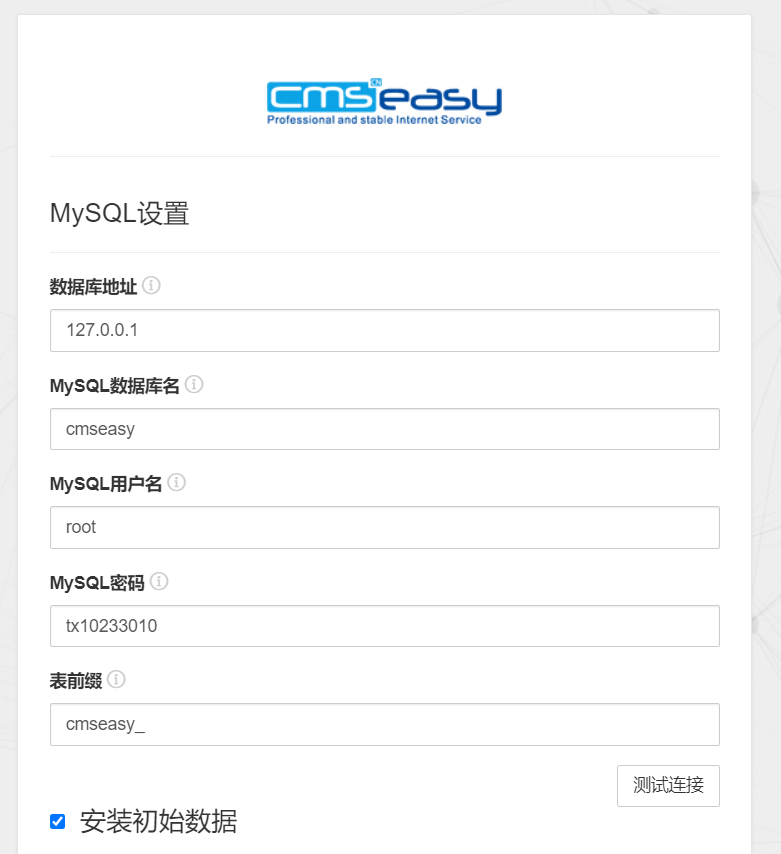 cmseasy CN
Professional and stable Internet Service
MySQL设置
数据库地址
127.0.0.1
MySQL数据库名
cmseasy
MySQL用户名
root
MySQL密码
tx10233010
表前缀
cmseasy_
测试连接
安装初始数据